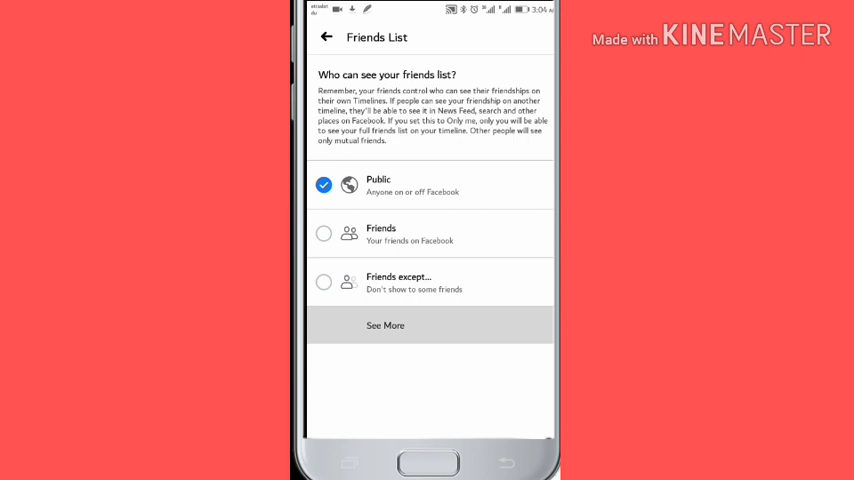 etradat
du
3:04
AM
Made with KINEMASTER
Friends List
Who can see your friends list?
Remember, your friends control who can see their friendships on
their own Timelines. If people can see your friendship on another
timeline, they'll be able to see it in News Feed, search and other
places on Facebook. If you set this to Only me, only you will be able
to see your full friends list on your timeline. Other people will see
only mutual friends.
Public
Anyone on or off Facebook
Friends
Your friends on Facebook
Friends except...
Don't show to some friends
See More